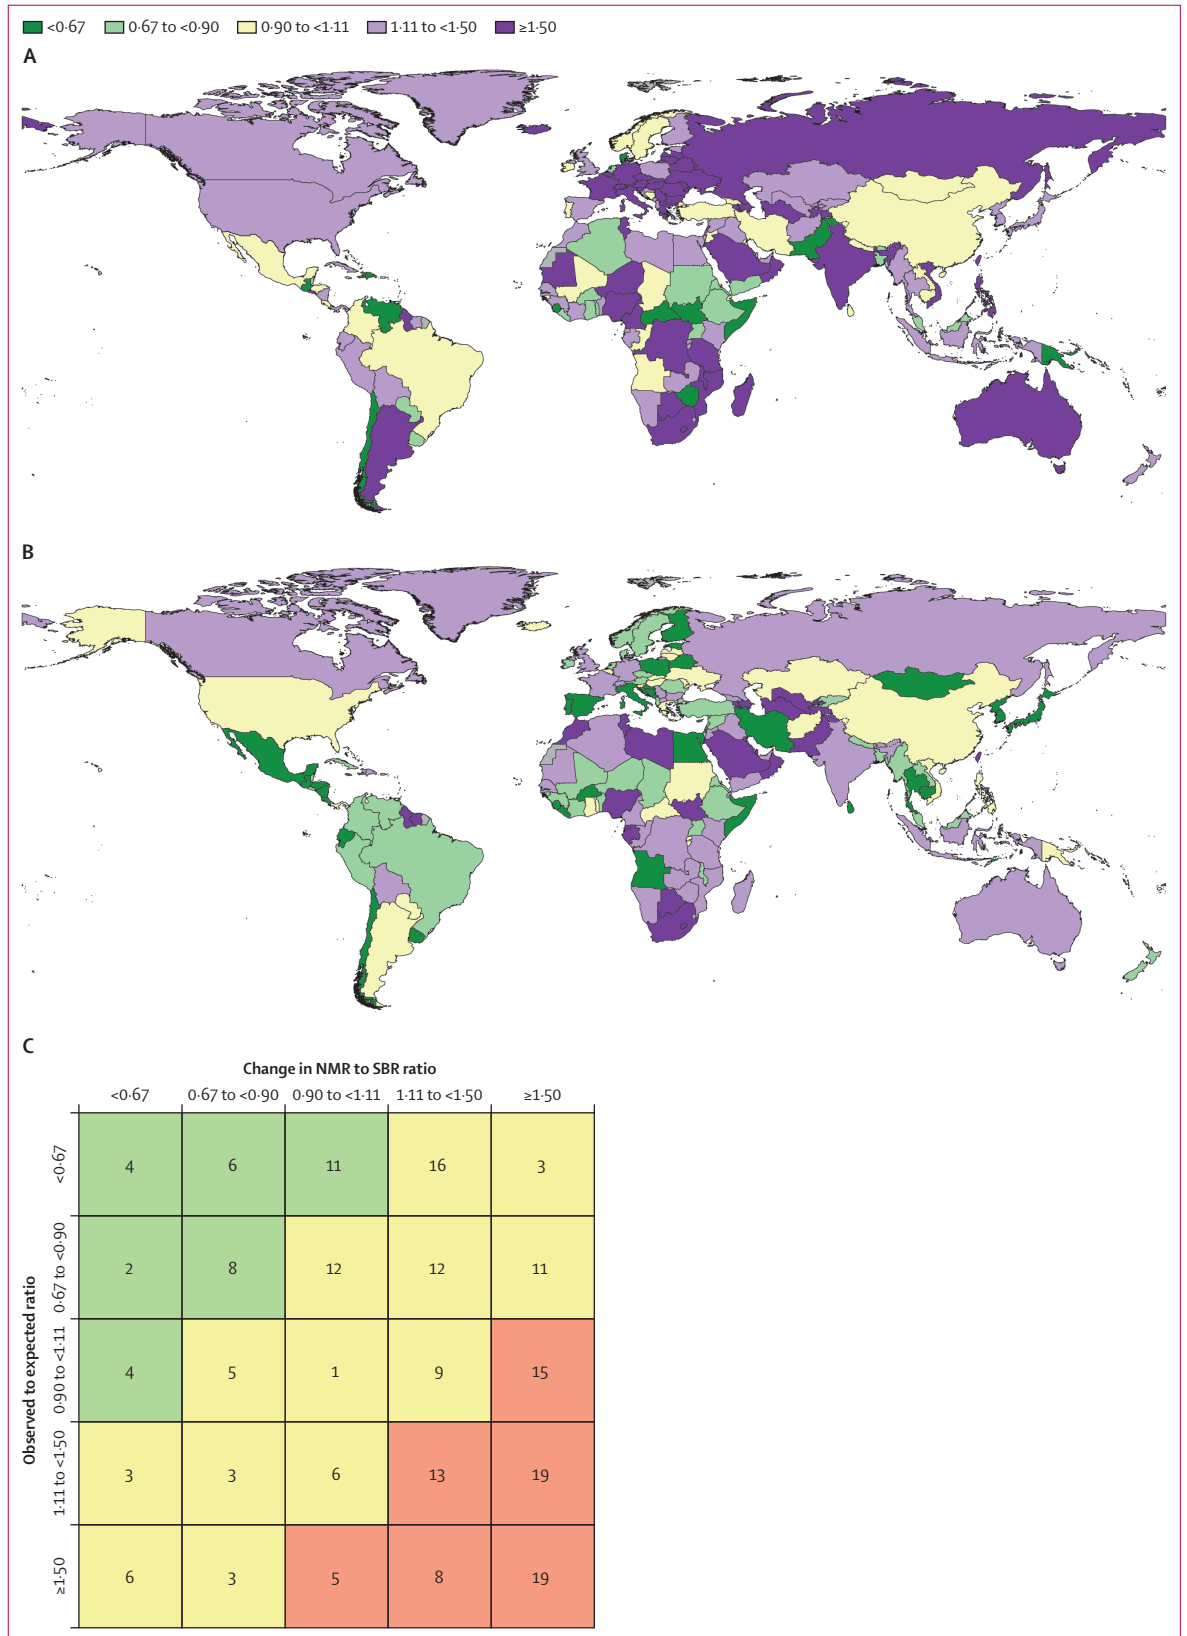 <0·67 0·67 to <0·90 0·90 to <1·11 1·11 to <1·50 ≥1·50
A
B
C
Change in NMR to SBR ratio
<0·67 0·67 to <0·90 0·90 to <1·11 1·11 to <1·50 ≥1·50
Observed to expected ratio
<0·67
4 6 11 16 3
0·67 to <0·90
2 8 12 12 11
0·90 to <1·11
4 5 1 9 15
1·11 to <1·50
3 3 6 13 19
≥1·50
6 3 5 8 19